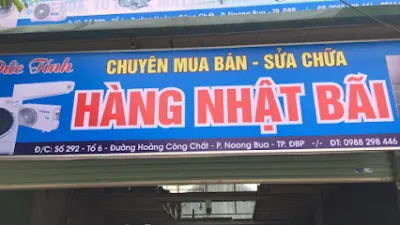 Đức Tính
CHUYÊN MUA BÁN - SỬA CHỮA
HÀNG NHẬT BÃI
Đ/C: Số 292 - Tổ 6 - Đường Hoàng Công Chất - P. Noong Bua - TP. ĐBP -/- ĐT: 0988 298 446